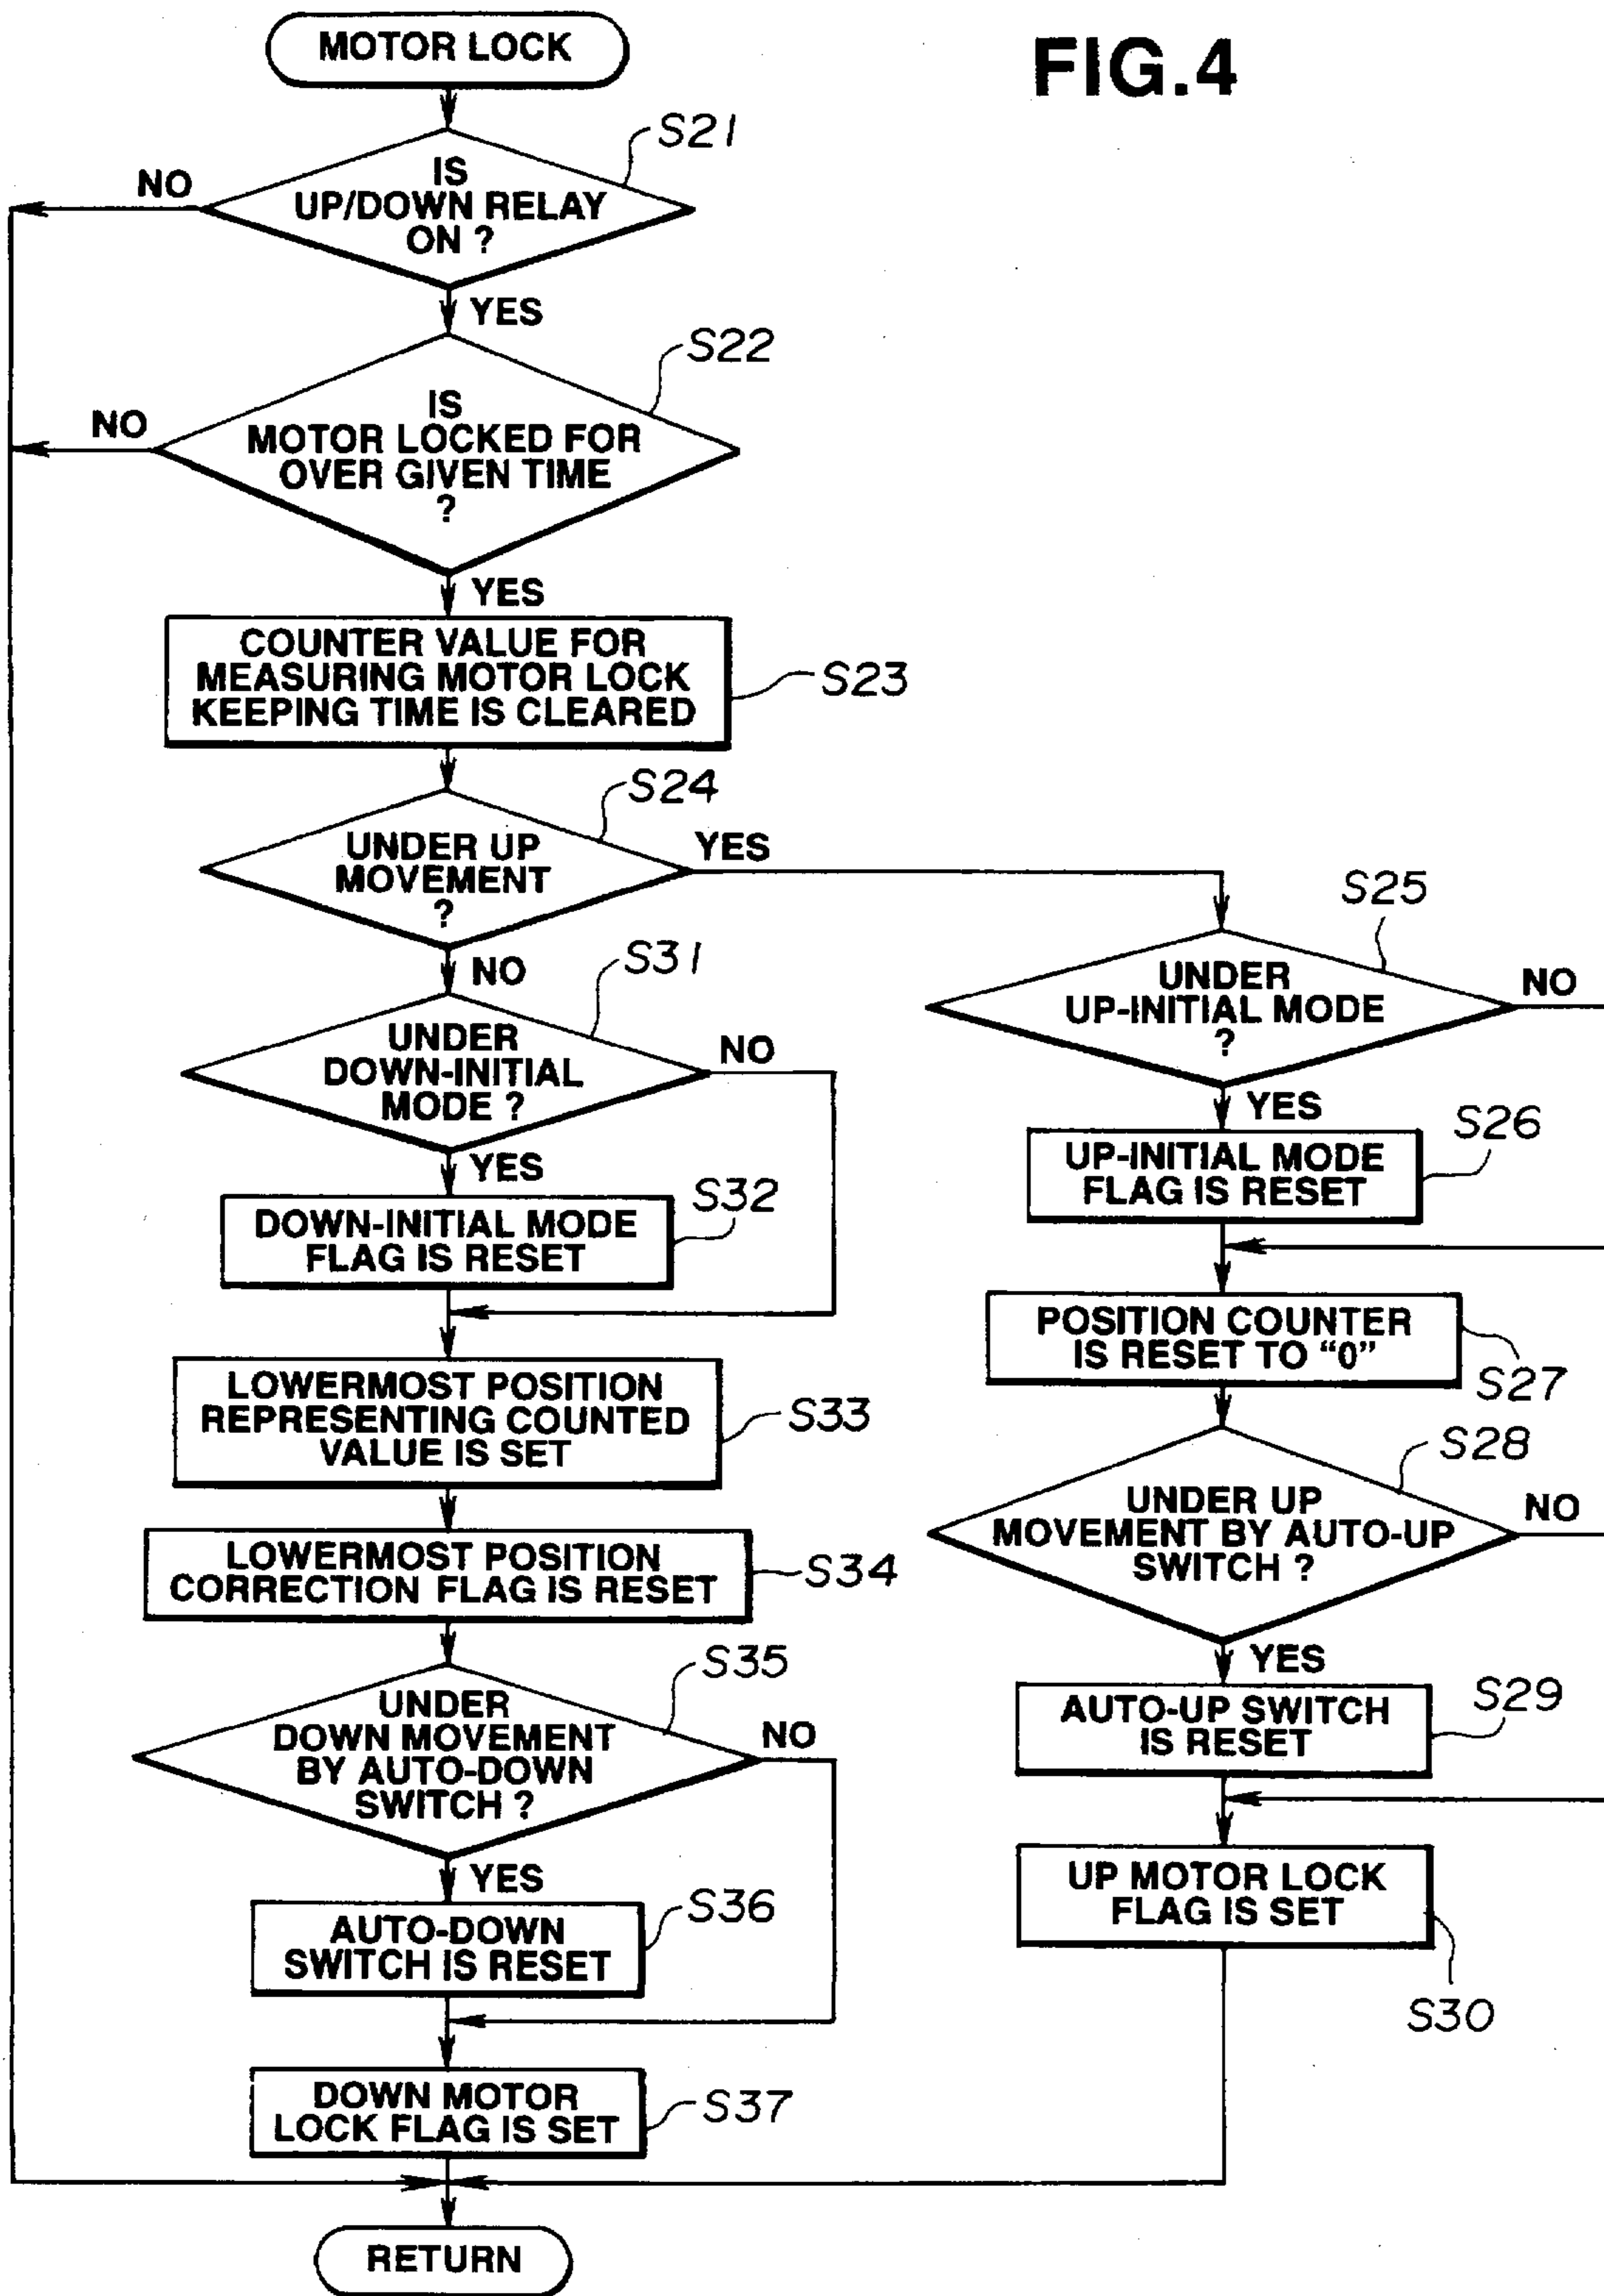 FIG.4
MOTOR LOCK
S21
IS
UP/DOWN RELAY
ON ?
NO
YES
S22
IS
MOTOR LOCKED FOR
OVER GIVEN TIME
?
NO
YES
COUNTER VALUE FOR
MEASURING MOTOR LOCK
KEEPING TIME IS CLEARED
S23
S24
UNDER UP
MOVEMENT
?
YES
NO
S31
UNDER
DOWN-INITIAL
MODE ?
NO
YES
S32
DOWN-INITIAL MODE
FLAG IS RESET
LOWERMOST POSITION
REPRESENTING COUNTED
VALUE IS SET
S33
LOWERMOST POSITION
CORRECTION FLAG IS RESET
S34
S35
UNDER
DOWN MOVEMENT
BY AUTO-DOWN
SWITCH ?
NO
YES
S36
AUTO-DOWN
SWITCH IS RESET
DOWN MOTOR
LOCK FLAG IS SET
S37
RETURN
S25
UNDER
UP-INITIAL MODE
?
NO
YES
S26
UP-INITIAL MODE
FLAG IS RESET
POSITION COUNTER
IS RESET TO “0”
S27
S28
UNDER UP
MOVEMENT BY AUTO-UP
SWITCH ?
NO
YES
S29
AUTO-UP SWITCH
IS RESET
UP MOTOR LOCK
FLAG IS SET
S30